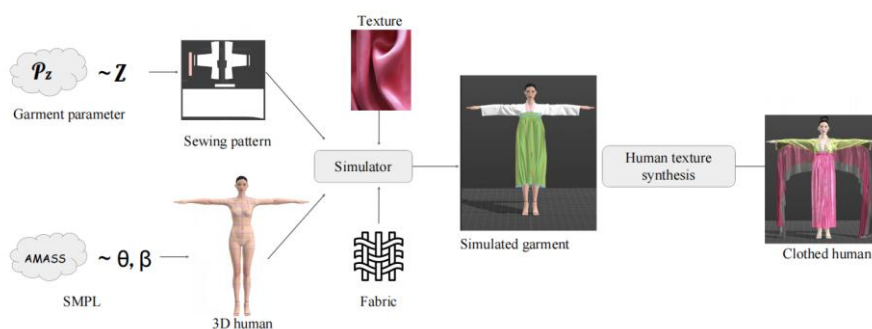 Texture
𝒫z ~ Z
Garment parameter
Sewing pattern
Simulator
Human texture
synthesis
Simulated garment
Clothed human
AMASS ~ θ, β
SMPL
3D human
Fabric